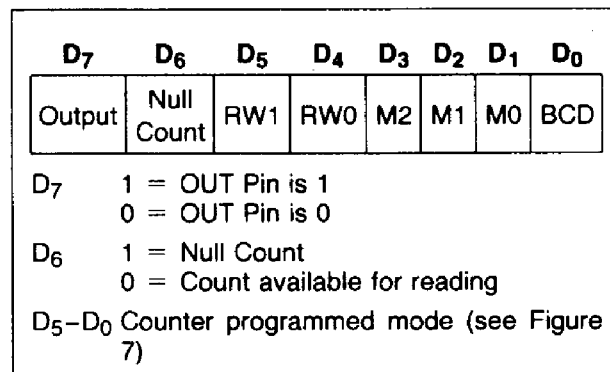 D7 D6 D5 D4 D3 D2 D1 D0
Output Null Count RW1 RW0 M2 M1 M0 BCD
D7 1 = OUT Pin is 1
0 = OUT Pin is 0
D6 1 = Null Count
0 = Count available for reading
D5–D0 Counter programmed mode (see Figure
7)